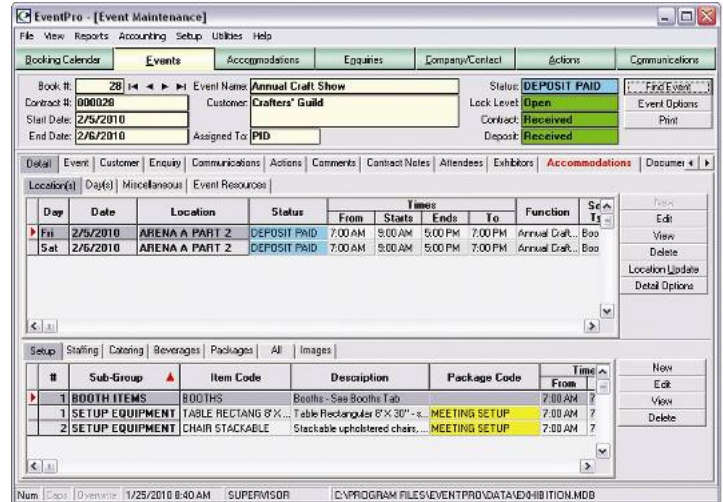 EventPro - [Event Maintenance]
File View Reports Accounting Setup Utilities Help
Booking Calendar Events Accommodations Enquiries Company/Contact Actions Communications
Book #: 28 Event Name: Annual Craft Show Status: DEPOSIT PAID Find Event
Contract #: 000028 Customer: Crafters' Guild Lock Level: Open Event Options
Start Date: 2/5/2010 Contract: Received Print
End Date: 2/6/2010 Assigned To: PID Deposit: Received
Detail Event Customer Enquiry Communications Actions Comments Contract Notes Attendees Exhibitors Accommodations Documer
Location(s) Day(s) Miscellaneous Event Resources
Day Date Location Status Times From Starts Ends To Function New
Fri 2/5/2010 ARENA A PART 2 DEPOSIT PAID 7:00 AM 9:00 AM 5:00 PM 7:00 PM Annual Craft... Boo Edit
Sat 2/6/2010 ARENA A PART 2 DEPOSIT PAID 7:00 AM 9:00 AM 5:00 PM 7:00 PM Annual Craft... Boo View
Delete
Location Update
Detail Options
Setup Staffing Catering Beverages Packages All Images
# Sub-Group Item Code Description Package Code Time From New
1 BOOTH ITEMS BOOTHS Booths - See Booths Tab 7:00 AM 7 Edit
1 SETUP EQUIPMENT TABLE RECTANG 6'X... Table Rectangular 6'X 30" - s... MEETING SETUP 7:00 AM 7 View
2 SETUP EQUIPMENT CHAIR STACKABLE Stackable upholstered chairs, ... MEETING SETUP 7:00 AM 7 Delete
Num Caps Overwrite 1/25/2010 8:40 AM SUPERVISOR C:\PROGRAM FILES\EVENTPRO\DATA\EXHIBITION.MDB